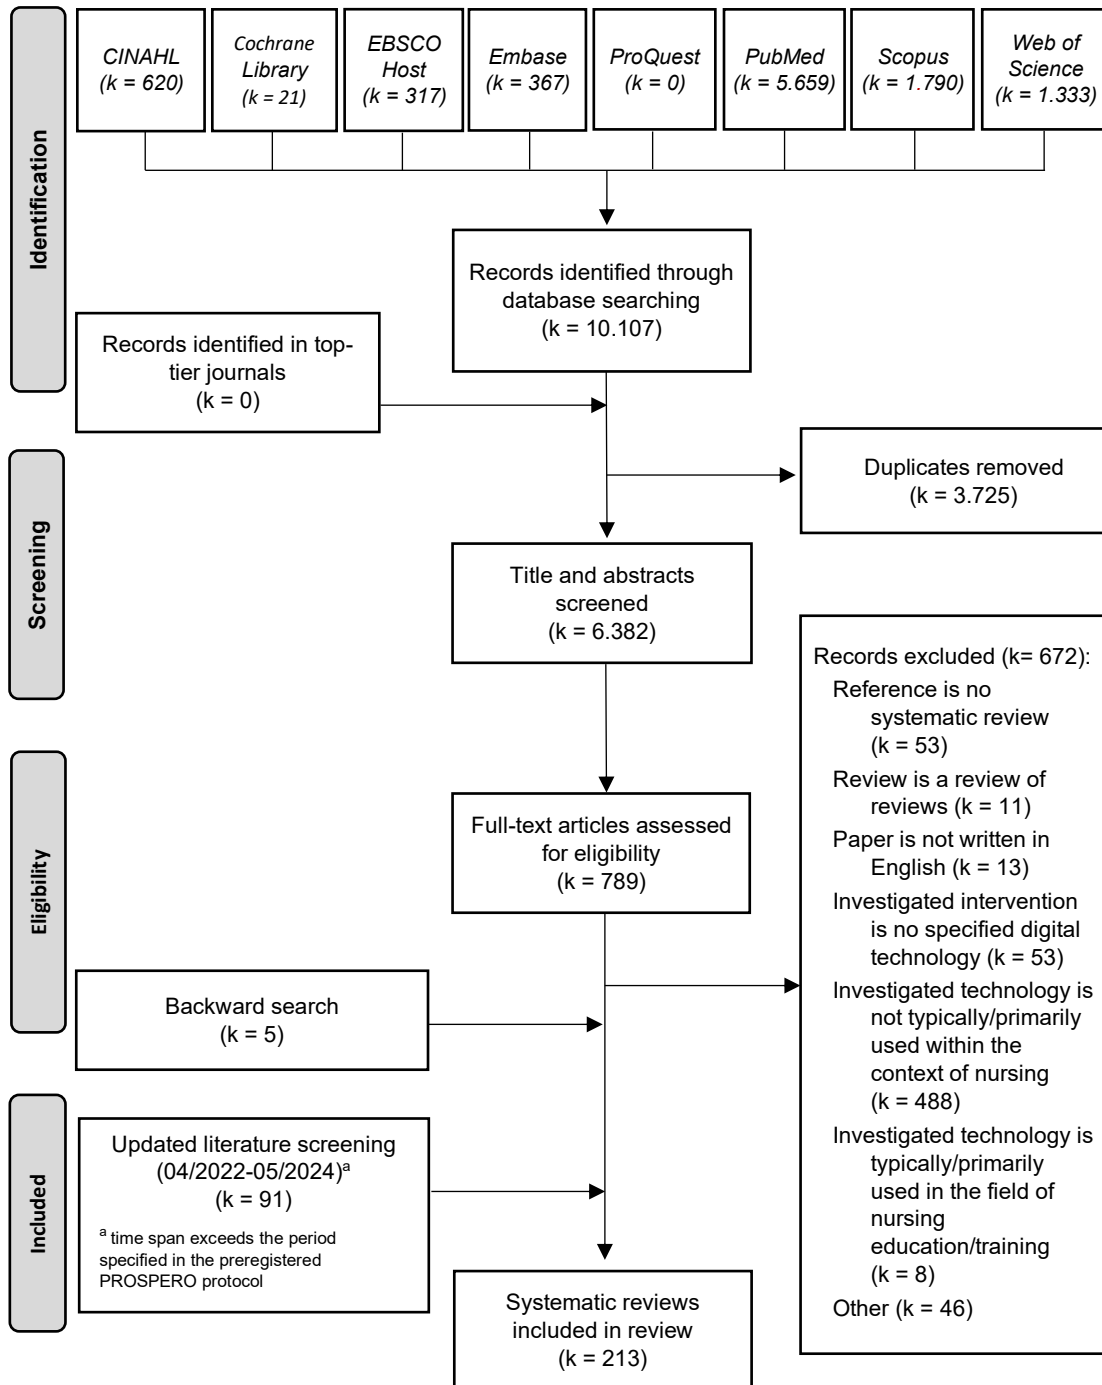 Identification
CINAHL
(k = 620)
Cochrane
Library
(k = 21)
EBSCO
Host
(k = 317)
Embase
(k = 367)
ProQuest
(k = 0)
PubMed
(k = 5.659)
Scopus
(k = 1.790)
Web of
Science
(k = 1.333)
Records identified through
database searching
(k = 10.107)
Records identified in top-
tier journals
(k = 0)
Screening
Duplicates removed
(k = 3.725)
Title and abstracts
screened
(k = 6.382)
Records excluded (k= 672):
Reference is no
systematic review
(k = 53)
Review is a review of
reviews (k = 11)
Paper is not written in
English (k = 13)
Investigated intervention
is no specified digital
technology (k = 53)
Investigated technology is
not typically/primarily
used within the
context of nursing
(k = 488)
Investigated technology is
typically/primarily
used in the field of
nursing
education/training
(k = 8)
Other (k = 46)
Eligibility
Full-text articles assessed
for eligibility
(k = 789)
Backward search
(k = 5)
Included
Updated literature screening
(04/2022-05/2024)a
(k = 91)
a time span exceeds the period
specified in the preregistered
PROSPERO protocol
Systematic reviews
included in review
(k = 213)